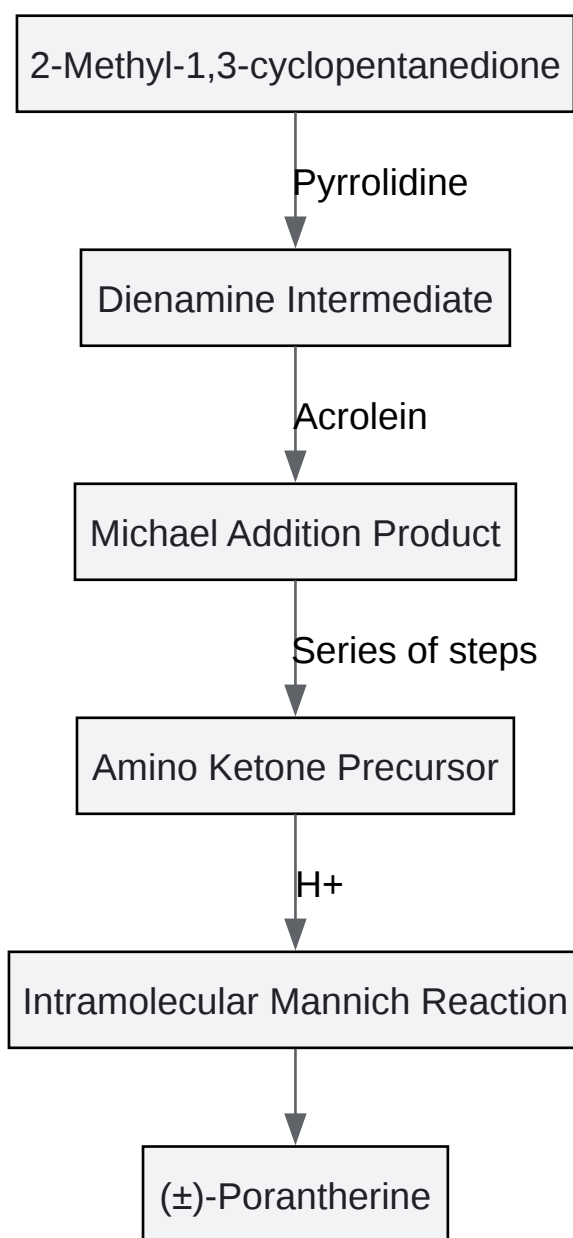 2-Methyl-1,3-cyclopentanedione
Pyrrolidine
Dienamine Intermediate
Acrolein
Michael Addition Product
Series of steps
Amino Ketone Precursor
H+
Intramolecular Mannich Reaction
(±)-Porantherine